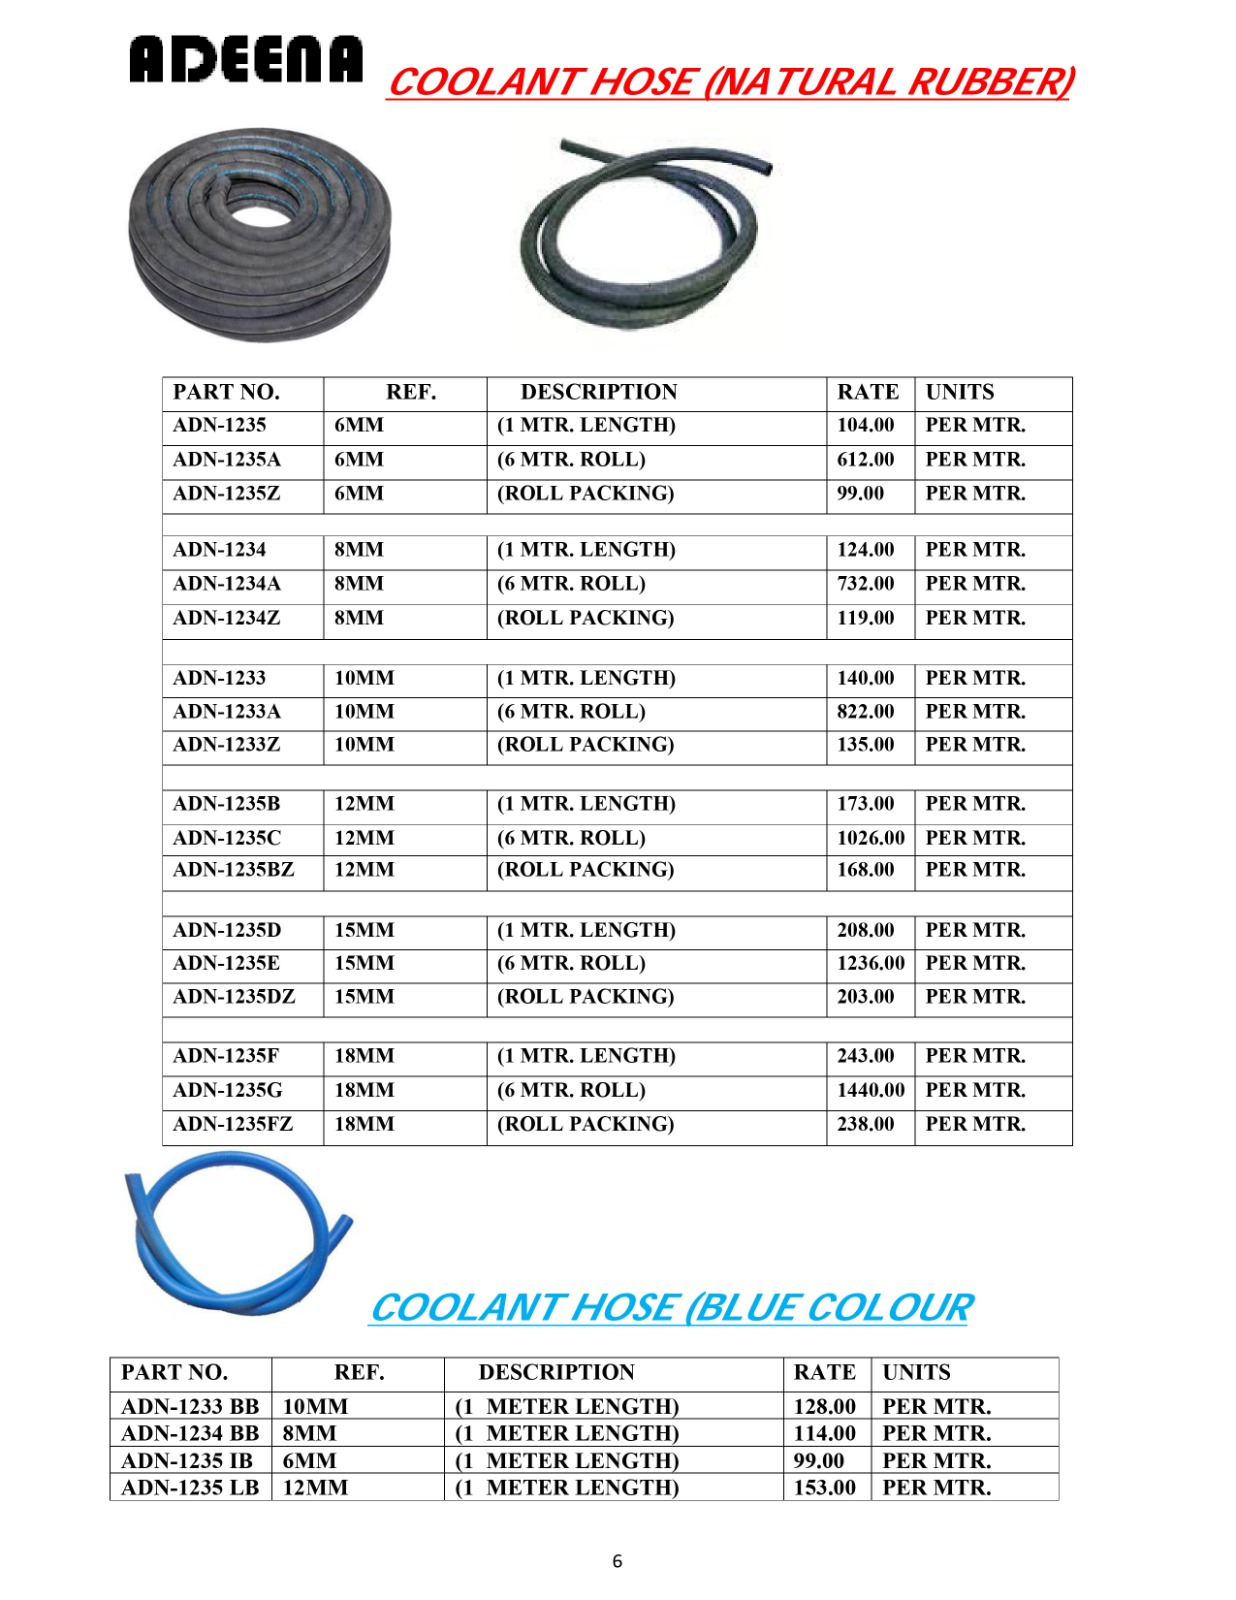 ADEENA
COOLANT HOSE (NATURAL RUBBER)
PART NO. REF. DESCRIPTION RATE UNITS
ADN-1235 6MM (1 MTR. LENGTH) 104.00 PER MTR.
ADN-1235A 6MM (6 MTR. ROLL) 612.00 PER MTR.
ADN-1235Z 6MM (ROLL PACKING) 99.00 PER MTR.
ADN-1234 8MM (1 MTR. LENGTH) 124.00 PER MTR.
ADN-1234A 8MM (6 MTR. ROLL) 732.00 PER MTR.
ADN-1234Z 8MM (ROLL PACKING) 119.00 PER MTR.
ADN-1233 10MM (1 MTR. LENGTH) 140.00 PER MTR.
ADN-1233A 10MM (6 MTR. ROLL) 822.00 PER MTR.
ADN-1233Z 10MM (ROLL PACKING) 135.00 PER MTR.
ADN-1235B 12MM (1 MTR. LENGTH) 173.00 PER MTR.
ADN-1235C 12MM (6 MTR. ROLL) 1026.00 PER MTR.
ADN-1235BZ 12MM (ROLL PACKING) 168.00 PER MTR.
ADN-1235D 15MM (1 MTR. LENGTH) 208.00 PER MTR.
ADN-1235E 15MM (6 MTR. ROLL) 1236.00 PER MTR.
ADN-1235DZ 15MM (ROLL PACKING) 203.00 PER MTR.
ADN-1235F 18MM (1 MTR. LENGTH) 243.00 PER MTR.
ADN-1235G 18MM (6 MTR. ROLL) 1440.00 PER MTR.
ADN-1235FZ 18MM (ROLL PACKING) 238.00 PER MTR.
COOLANT HOSE (BLUE COLOUR
PART NO. REF. DESCRIPTION RATE UNITS
ADN-1233 BB 10MM (1 METER LENGTH) 128.00 PER MTR.
ADN-1234 BB 8MM (1 METER LENGTH) 114.00 PER MTR.
ADN-1235 IB 6MM (1 METER LENGTH) 99.00 PER MTR.
ADN-1235 LB 12MM (1 METER LENGTH) 153.00 PER MTR.
6